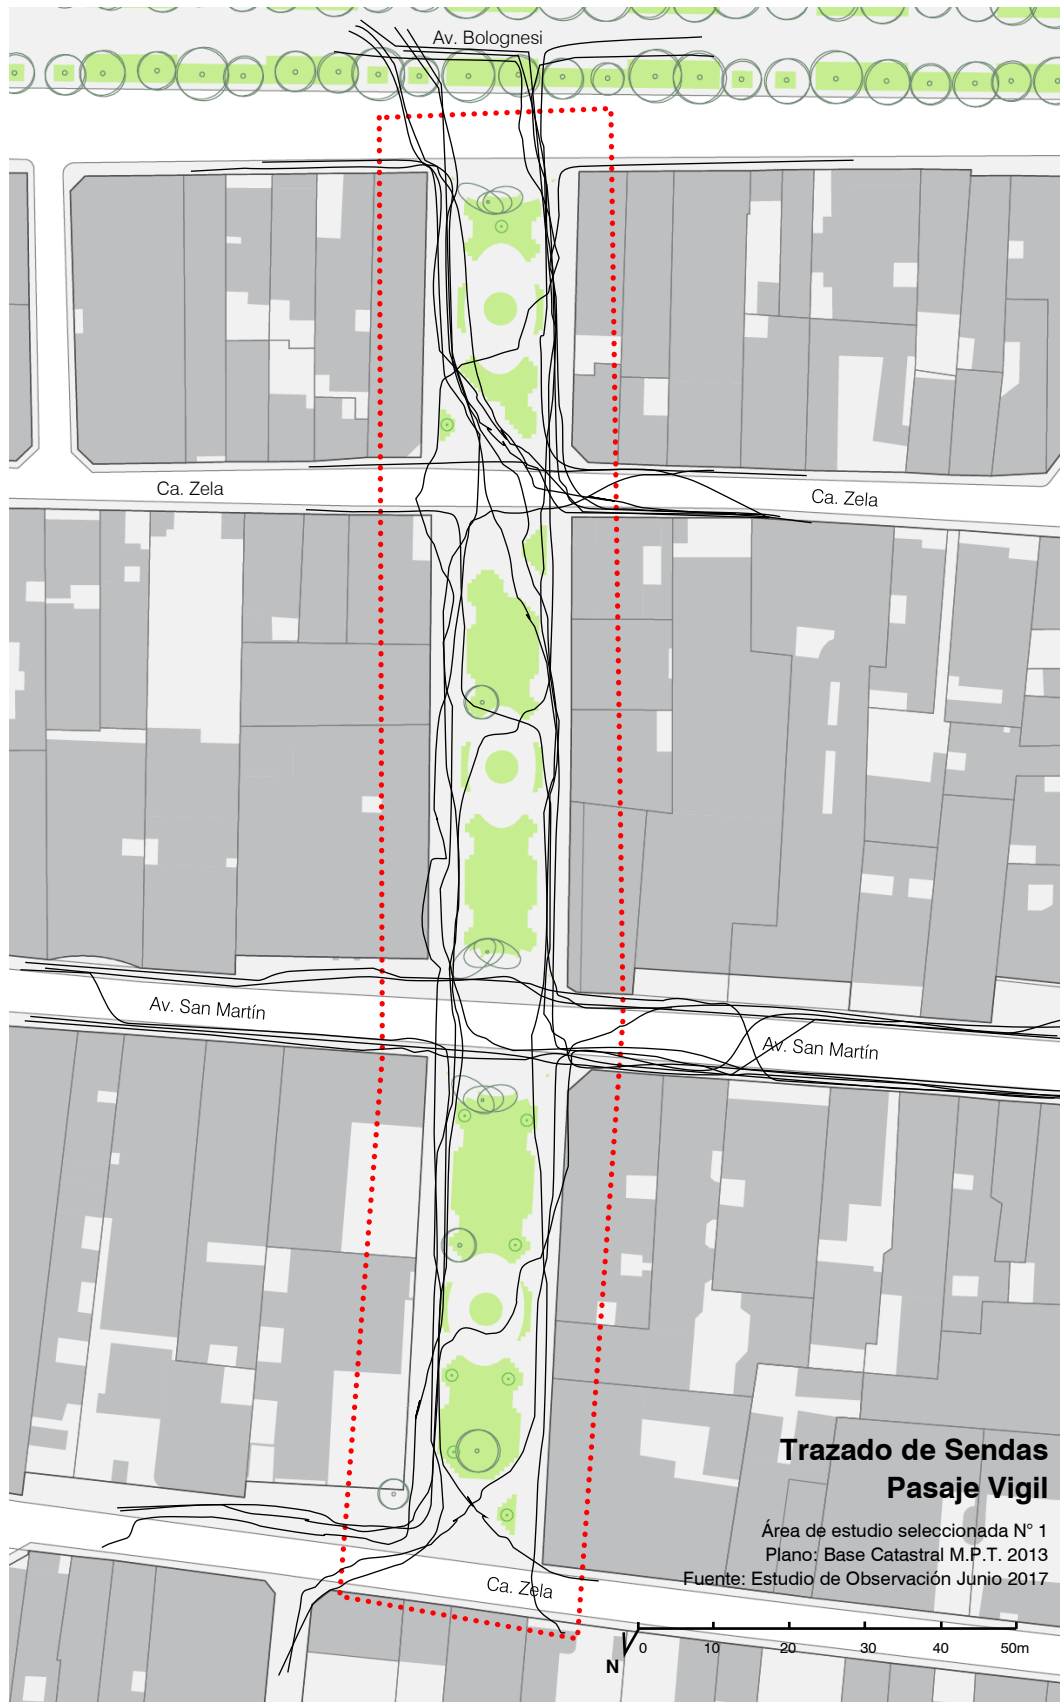 Av. Bolognesi
Ca. Zela
Ca. Zela
Av. San Martín
Av. San Martín
Trazado de Sendas
Pasaje Vigil
Área de estudio seleccionada N° 1
Plano: Base Catastral M.P.T. 2013
Fuente: Estudio de Observación Junio 2017
Ca. Zela
N
0 10 20 30 40 50m